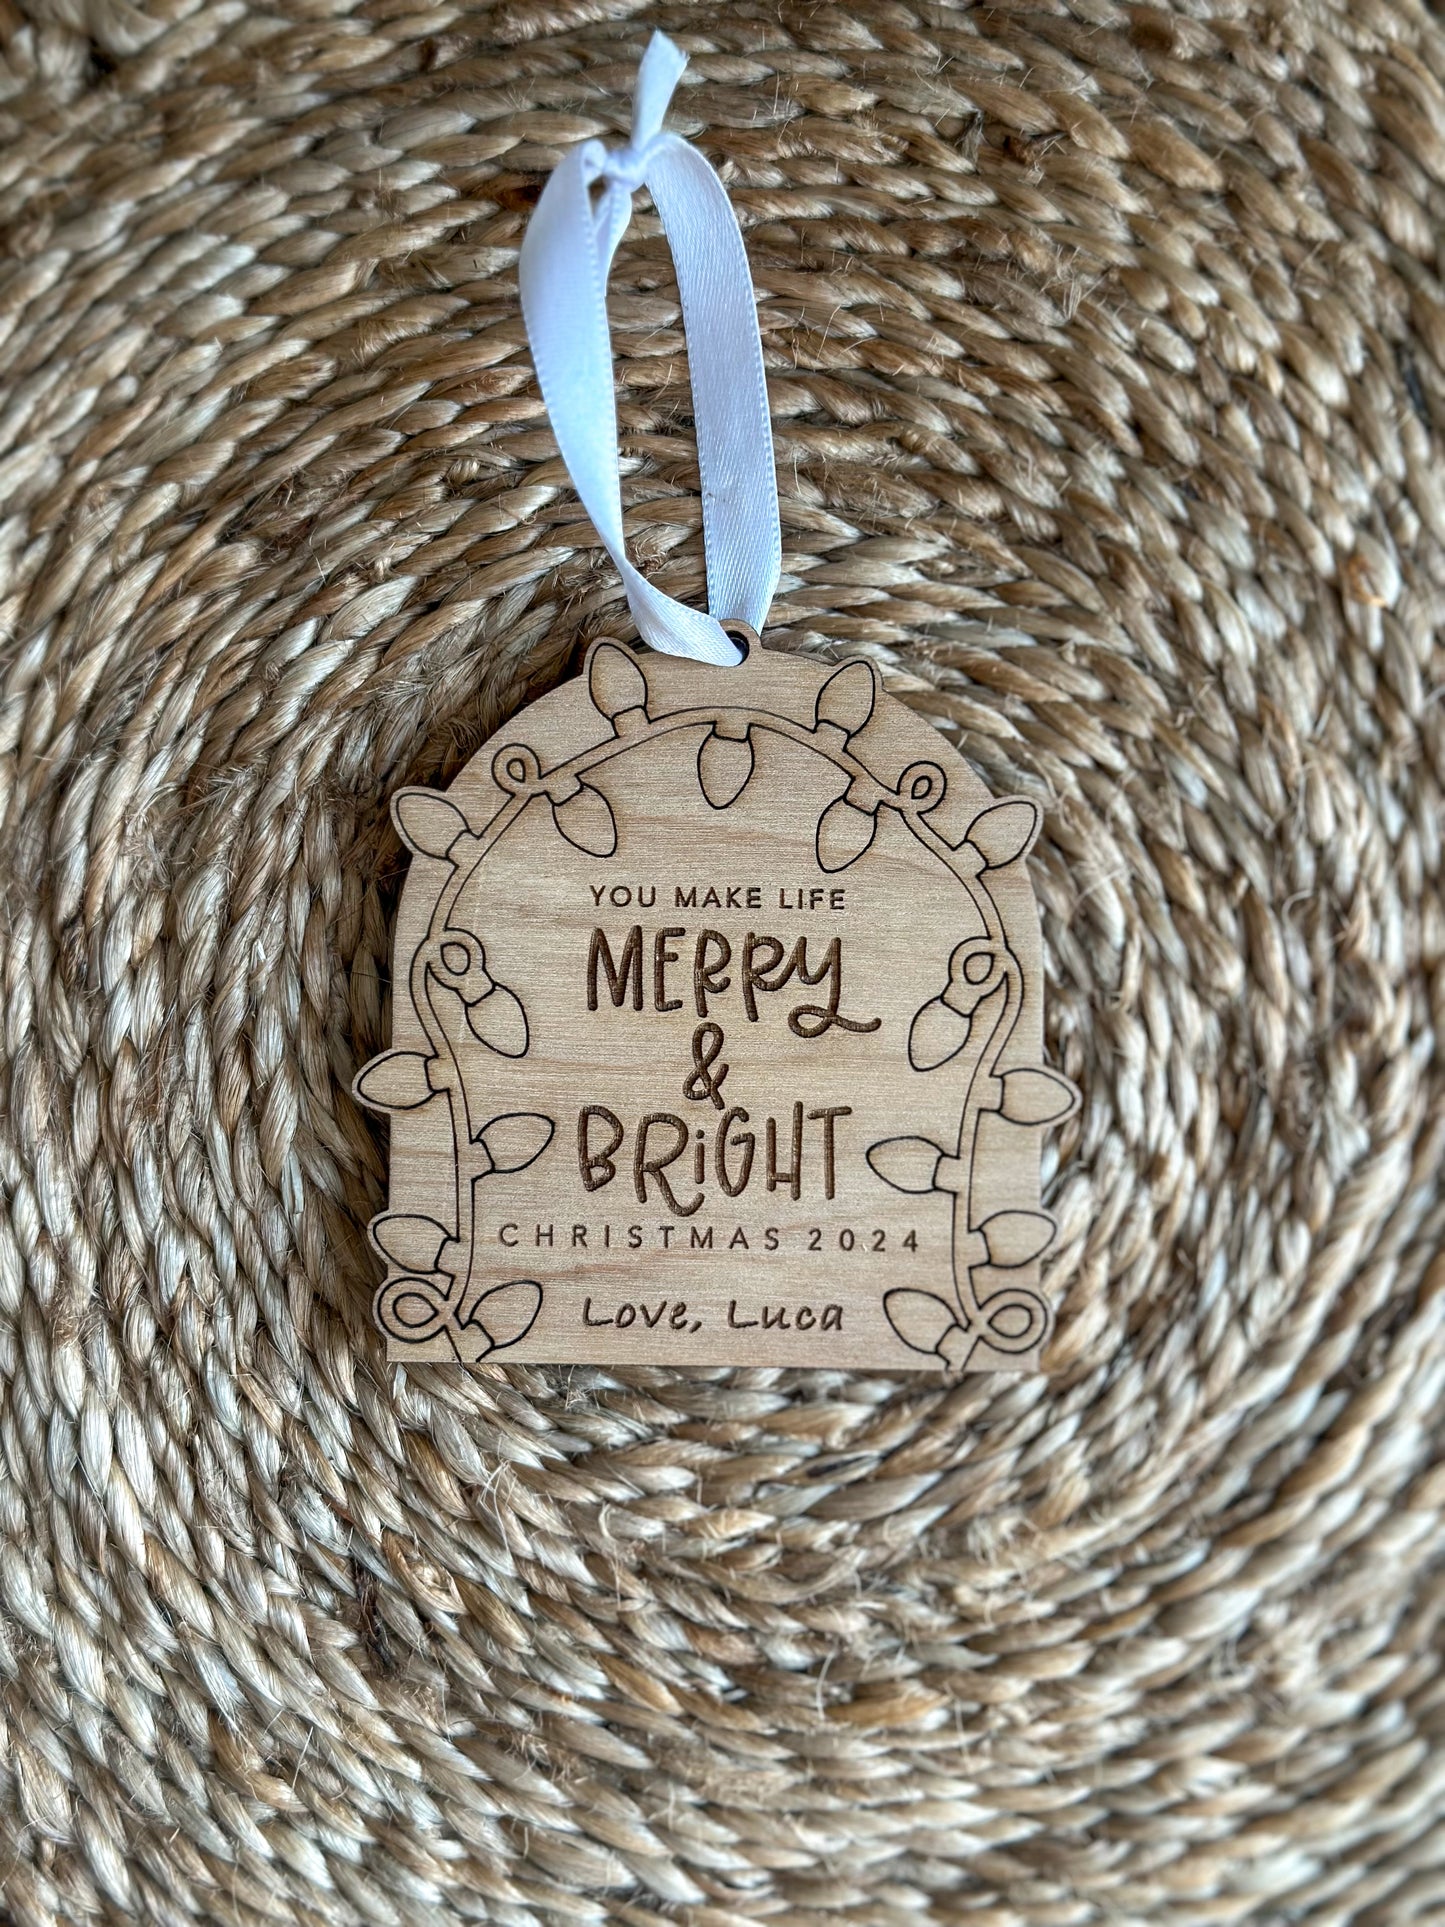 YOU MAKE LIFE
MERRY
&
BRiGHT
CHRISTMAS 2024
Love, Luca